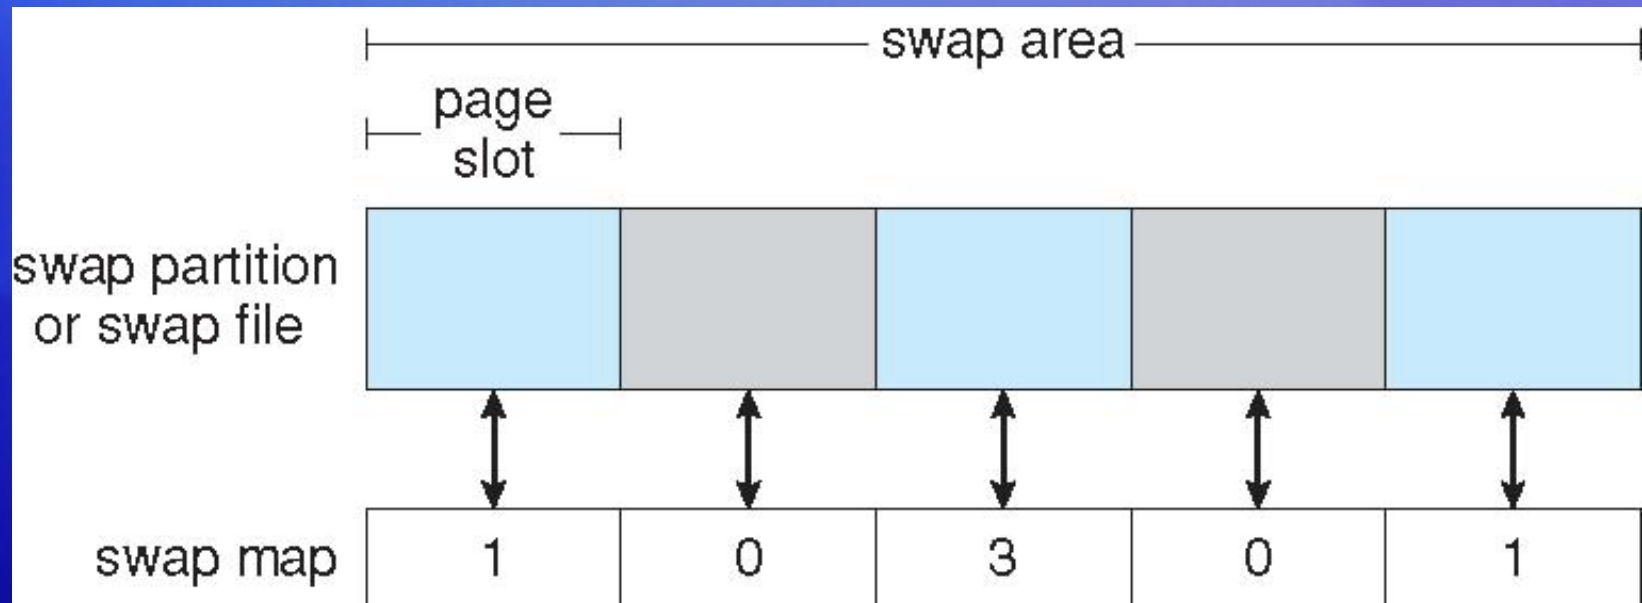 swap area
page
slot
swap partition
or swap file
swap map 1 0 3 0 1